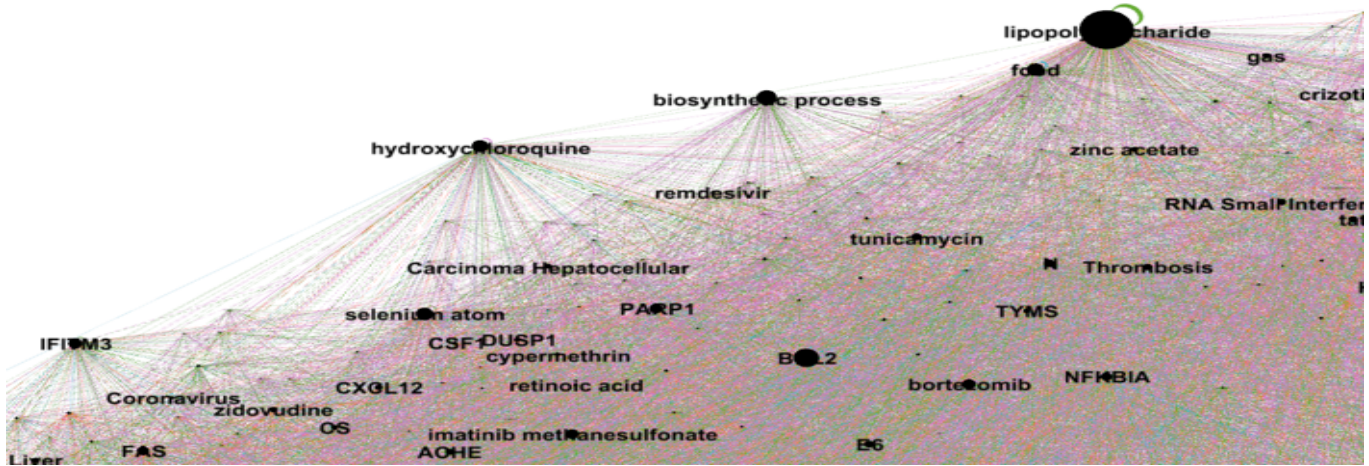 lipopolysaccharide
gas
food
crizoti
biosynthetic process
hydroxychloroquine
zinc acetate
remdesivir
RNA Small Interfer
tat
tunicamycin
Carcinoma Hepatocellular
N
Thrombosis
PARP1
TYMS
selenium atom
IFITM3
CSF1
DUSP1
cypermethrin
BCL2
CXCL12
retinoic acid
bortezomib
NFKBIA
Coronavirus
zidovudine
OS
imatinib methanesulfonate
E6
FAS
ACHE
Liver